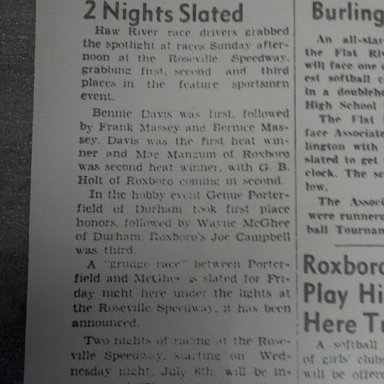 2 Nights Slated
Haw River race drivers grabbed
the spotlight at races Sunday after-
noon at the Roseville Speedway,
grabbing first, second and third
places in the feature sportsmen
event.
Bennie Davis was first, followed
by Frank Massey and Bernice Mas-
sey. Davis was the first heat win-
ner and Mac Mangum of Roxboro
was second heat winner, with G. B.
Holt of Roxboro coming in second.
In the hobby event Genue Porter-
field of Durham took first place
honors, followed by Wayne McGhee
of Durham. Roxboro's Joe Campbell
was third.
A "grudge race" between Porter-
field and McGhee is slated for Fri-
day night here under the lights at
the Roseville Speedway, it has been
announced.
Two nights of racing at the Rose-
ville Speedway, starting on Wed-
nesday night, July 6th, will be in-
Burling
An all-star
the Flat Ri
will face one o
est softball c
in a doublehe
High School
The Flat
face Associate
lington with
slated to get
clock. The se
low.
The Associ
were runners
ball Tournam
Roxboro
Play Hi
Here Tu
A softball
of girls' clubs
will be offere